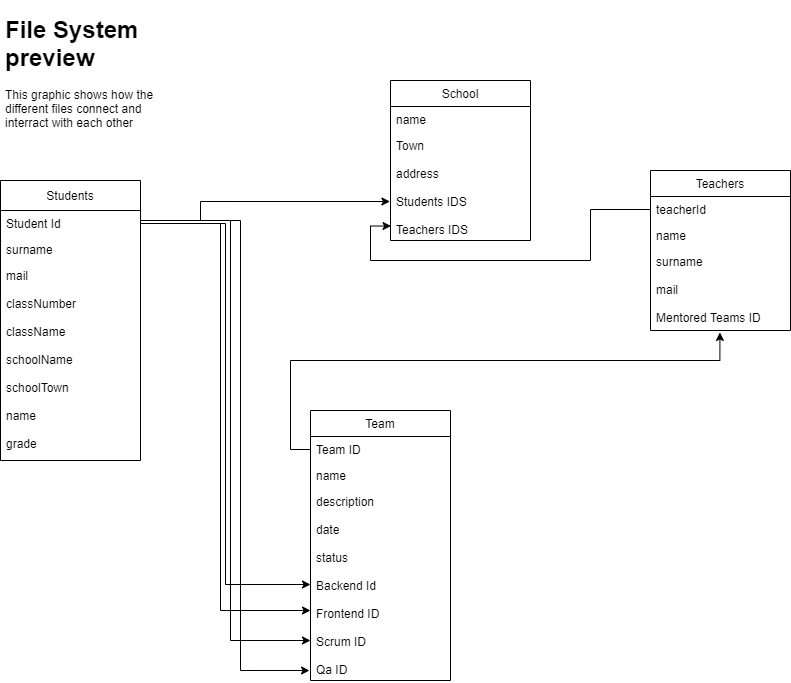 File System
preview
This graphic shows how the
different files connect and
interract with each other
School
name
Town
address
Students IDS
Teachers IDS
Teachers
teacherId
name
surname
mail
Mentored Teams ID
Students
Student Id
surname
mail
classNumber
className
schoolName
schoolTown
name
grade
Team
Team ID
name
description
date
status
Backend Id
Frontend ID
Scrum ID
Qa ID